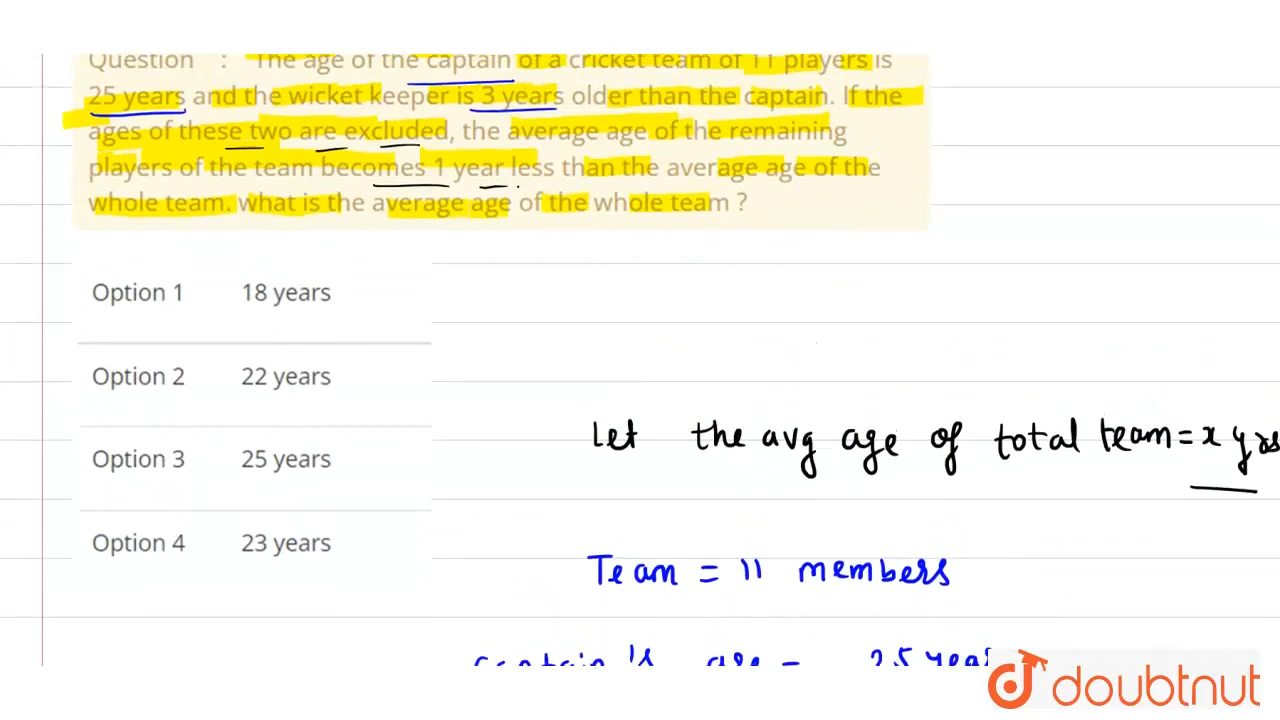 Question : The age of the captain of a cricket team of 11 players is
25 years and the wicket keeper is 3 years older than the captain. If the
ages of these two are excluded, the average age of the remaining
players of the team becomes 1 year less than the average age of the
whole team. what is the average age of the whole team ?
Option 1 18 years
Option 2 22 years
Option 3 25 years
Option 4 23 years
Let the avg age of total team = x yrs
Team = 11 members
captain's age = 25 years
doubtnut